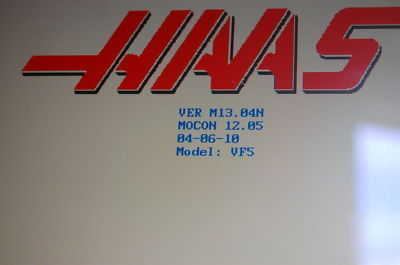 HAAS
VER M13.04N
MOCON 12.05
04-06-10
Model: VF5